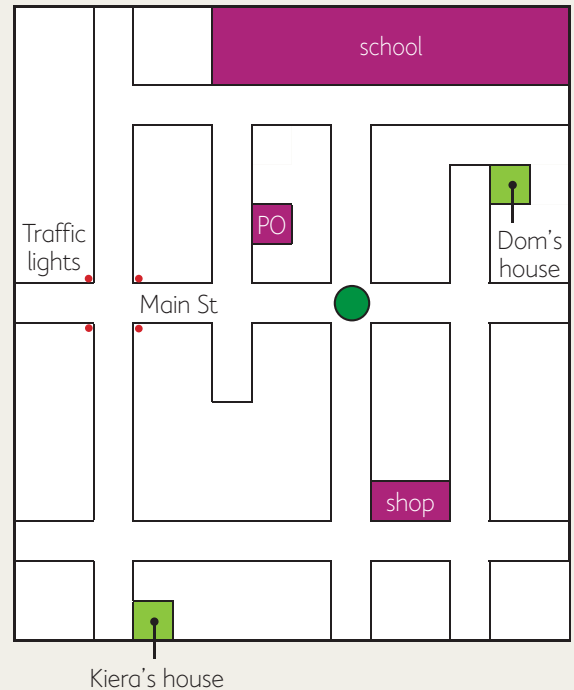 school
PO
Traffic
lights
Dom's
house
Main St
shop
Kiera's house